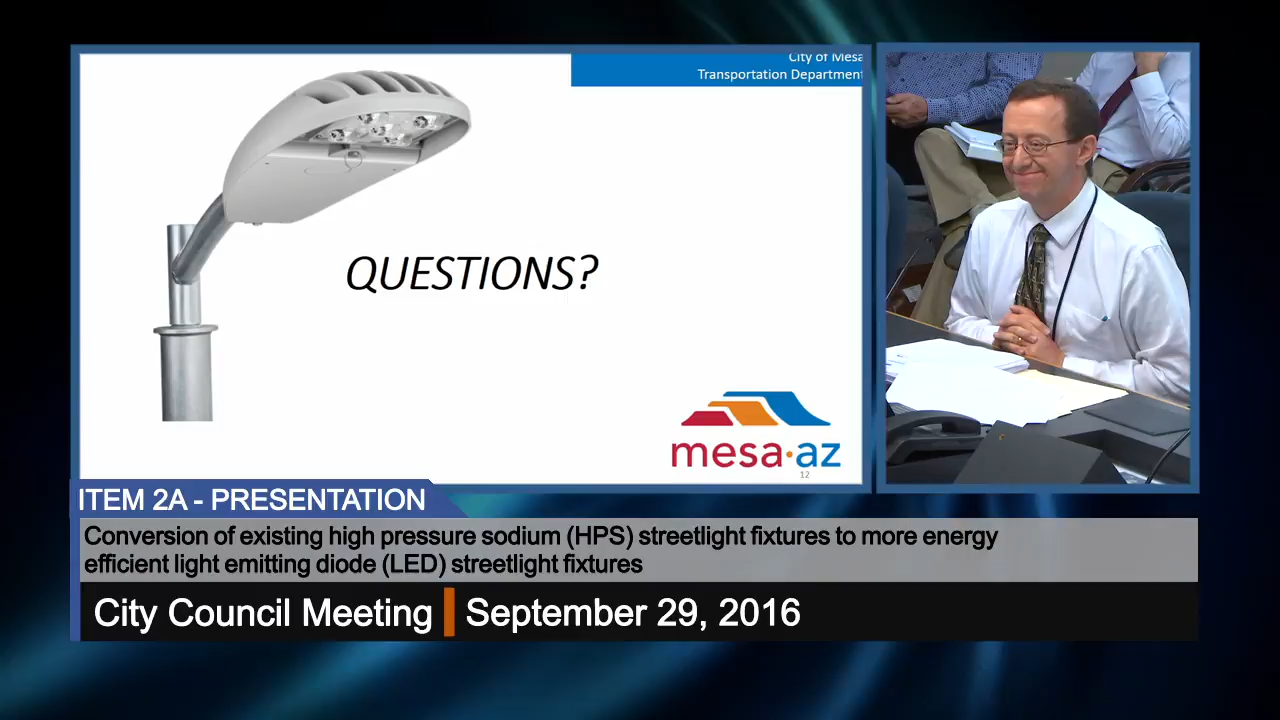 City of Mesa
Transportation Department
QUESTIONS?
mesa·az
12
ITEM 2A - PRESENTATION
Conversion of existing high pressure sodium (HPS) streetlight fixtures to more energy
efficient light emitting diode (LED) streetlight fixtures
City Council Meeting
September 29, 2016